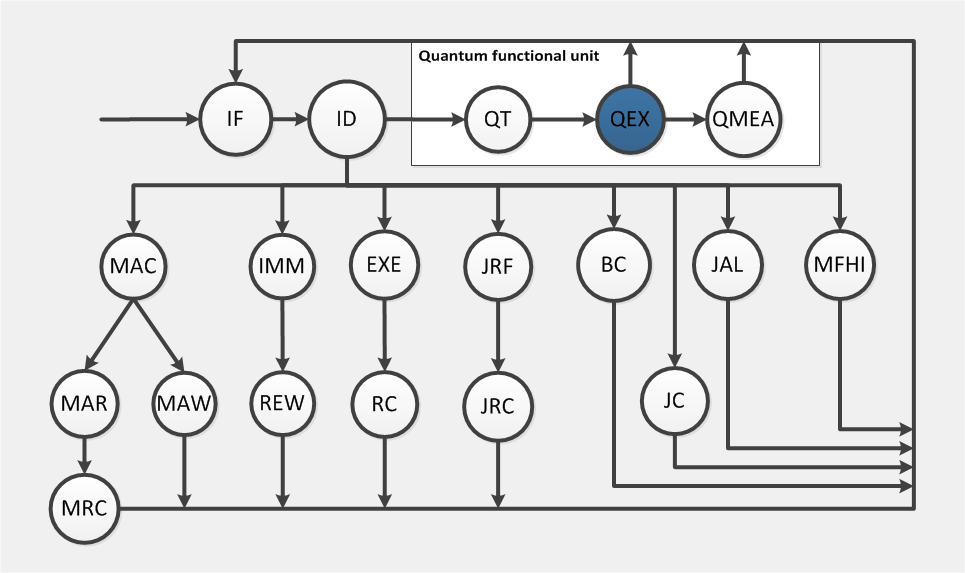 Quantum functional unit
IF
ID
QT
QEX
QMEA
MAC
IMM
EXE
JRF
BC
JAL
MFHI
MAR
MAW
REW
RC
JRC
JC
MRC